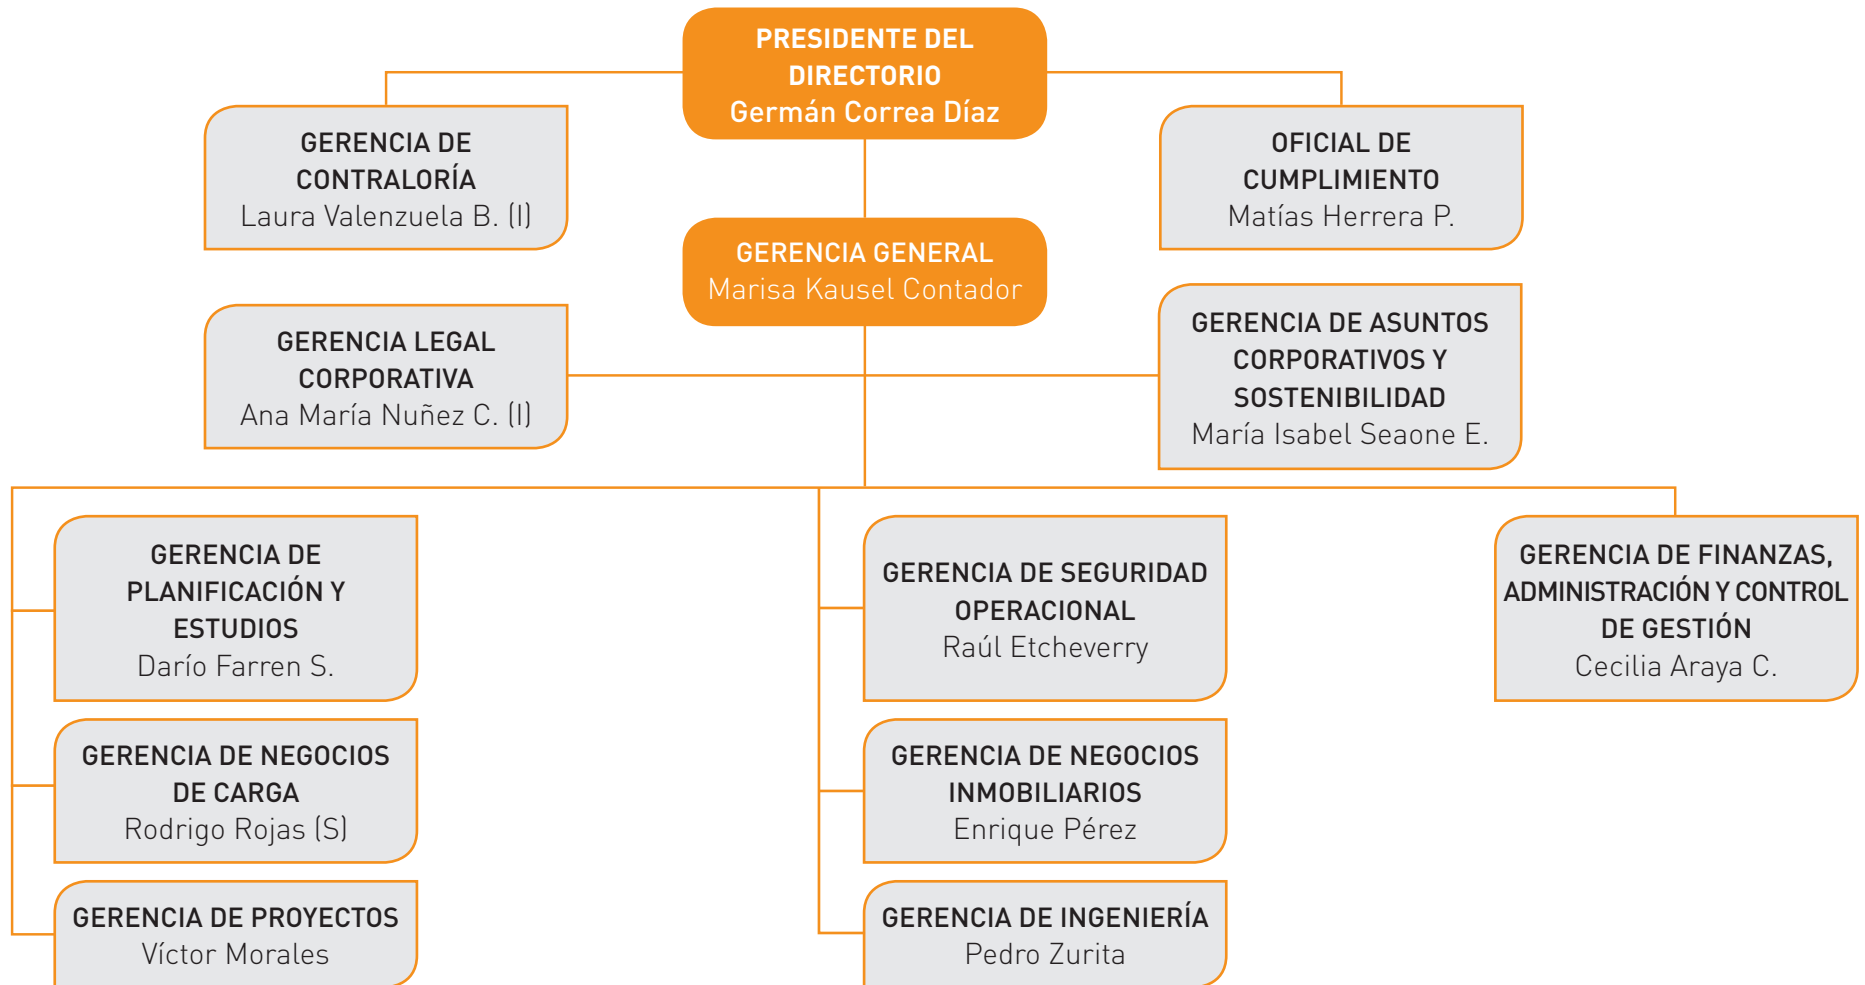 PRESIDENTE DEL
DIRECTORIO
Germán Correa Díaz
GERENCIA DE
CONTRALORÍA
Laura Valenzuela B. (I)
OFICIAL DE
CUMPLIMIENTO
Matías Herrera P.
GERENCIA GENERAL
Marisa Kausel Contador
GERENCIA LEGAL
CORPORATIVA
Ana María Nuñez C. (I)
GERENCIA DE ASUNTOS
CORPORATIVOS Y
SOSTENIBILIDAD
María Isabel Seaone E.
GERENCIA DE
PLANIFICACIÓN Y
ESTUDIOS
Darío Farren S.
GERENCIA DE NEGOCIOS
DE CARGA
Rodrigo Rojas (S)
GERENCIA DE PROYECTOS
Víctor Morales
GERENCIA DE SEGURIDAD
OPERACIONAL
Raúl Etcheverry
GERENCIA DE NEGOCIOS
INMOBILIARIOS
Enrique Pérez
GERENCIA DE INGENIERÍA
Pedro Zurita
GERENCIA DE FINANZAS,
ADMINISTRACIÓN Y CONTROL
DE GESTIÓN
Cecilia Araya C.